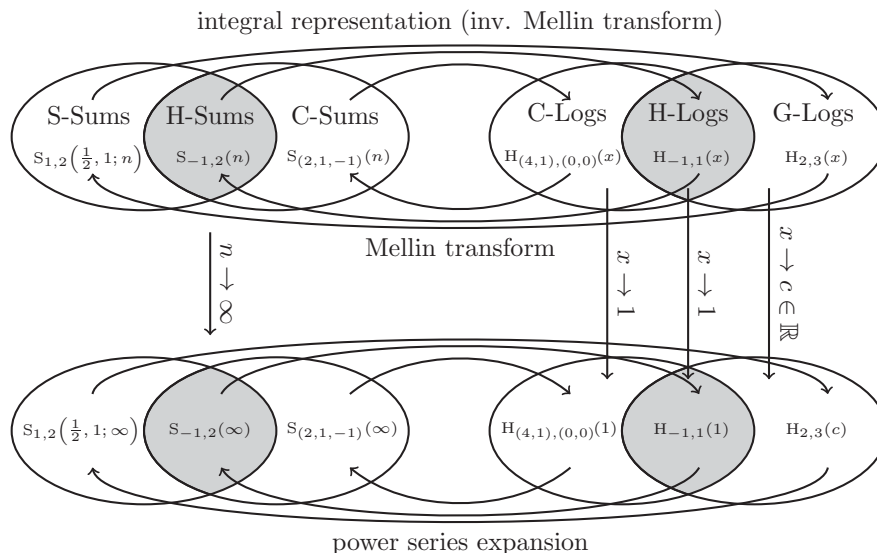 integral representation (inv. Mellin transform)
S-Sums H-Sums C-Sums C-Logs H-Logs G-Logs
S₁,₂(½, 1; n) S₋₁,₂(n) S₍₂,₁,₋₁₎(n) H₍₄,₁₎,₍₀,₀₎(x) H₋₁,₁(x) H₂,₃(x)
Mellin transform
n → ∞
x → 1
x → 1
x → c ∈ ℝ
S₁,₂(½, 1; ∞) S₋₁,₂(∞) S₍₂,₁,₋₁₎(∞) H₍₄,₁₎,₍₀,₀₎(1) H₋₁,₁(1) H₂,₃(c)
power series expansion